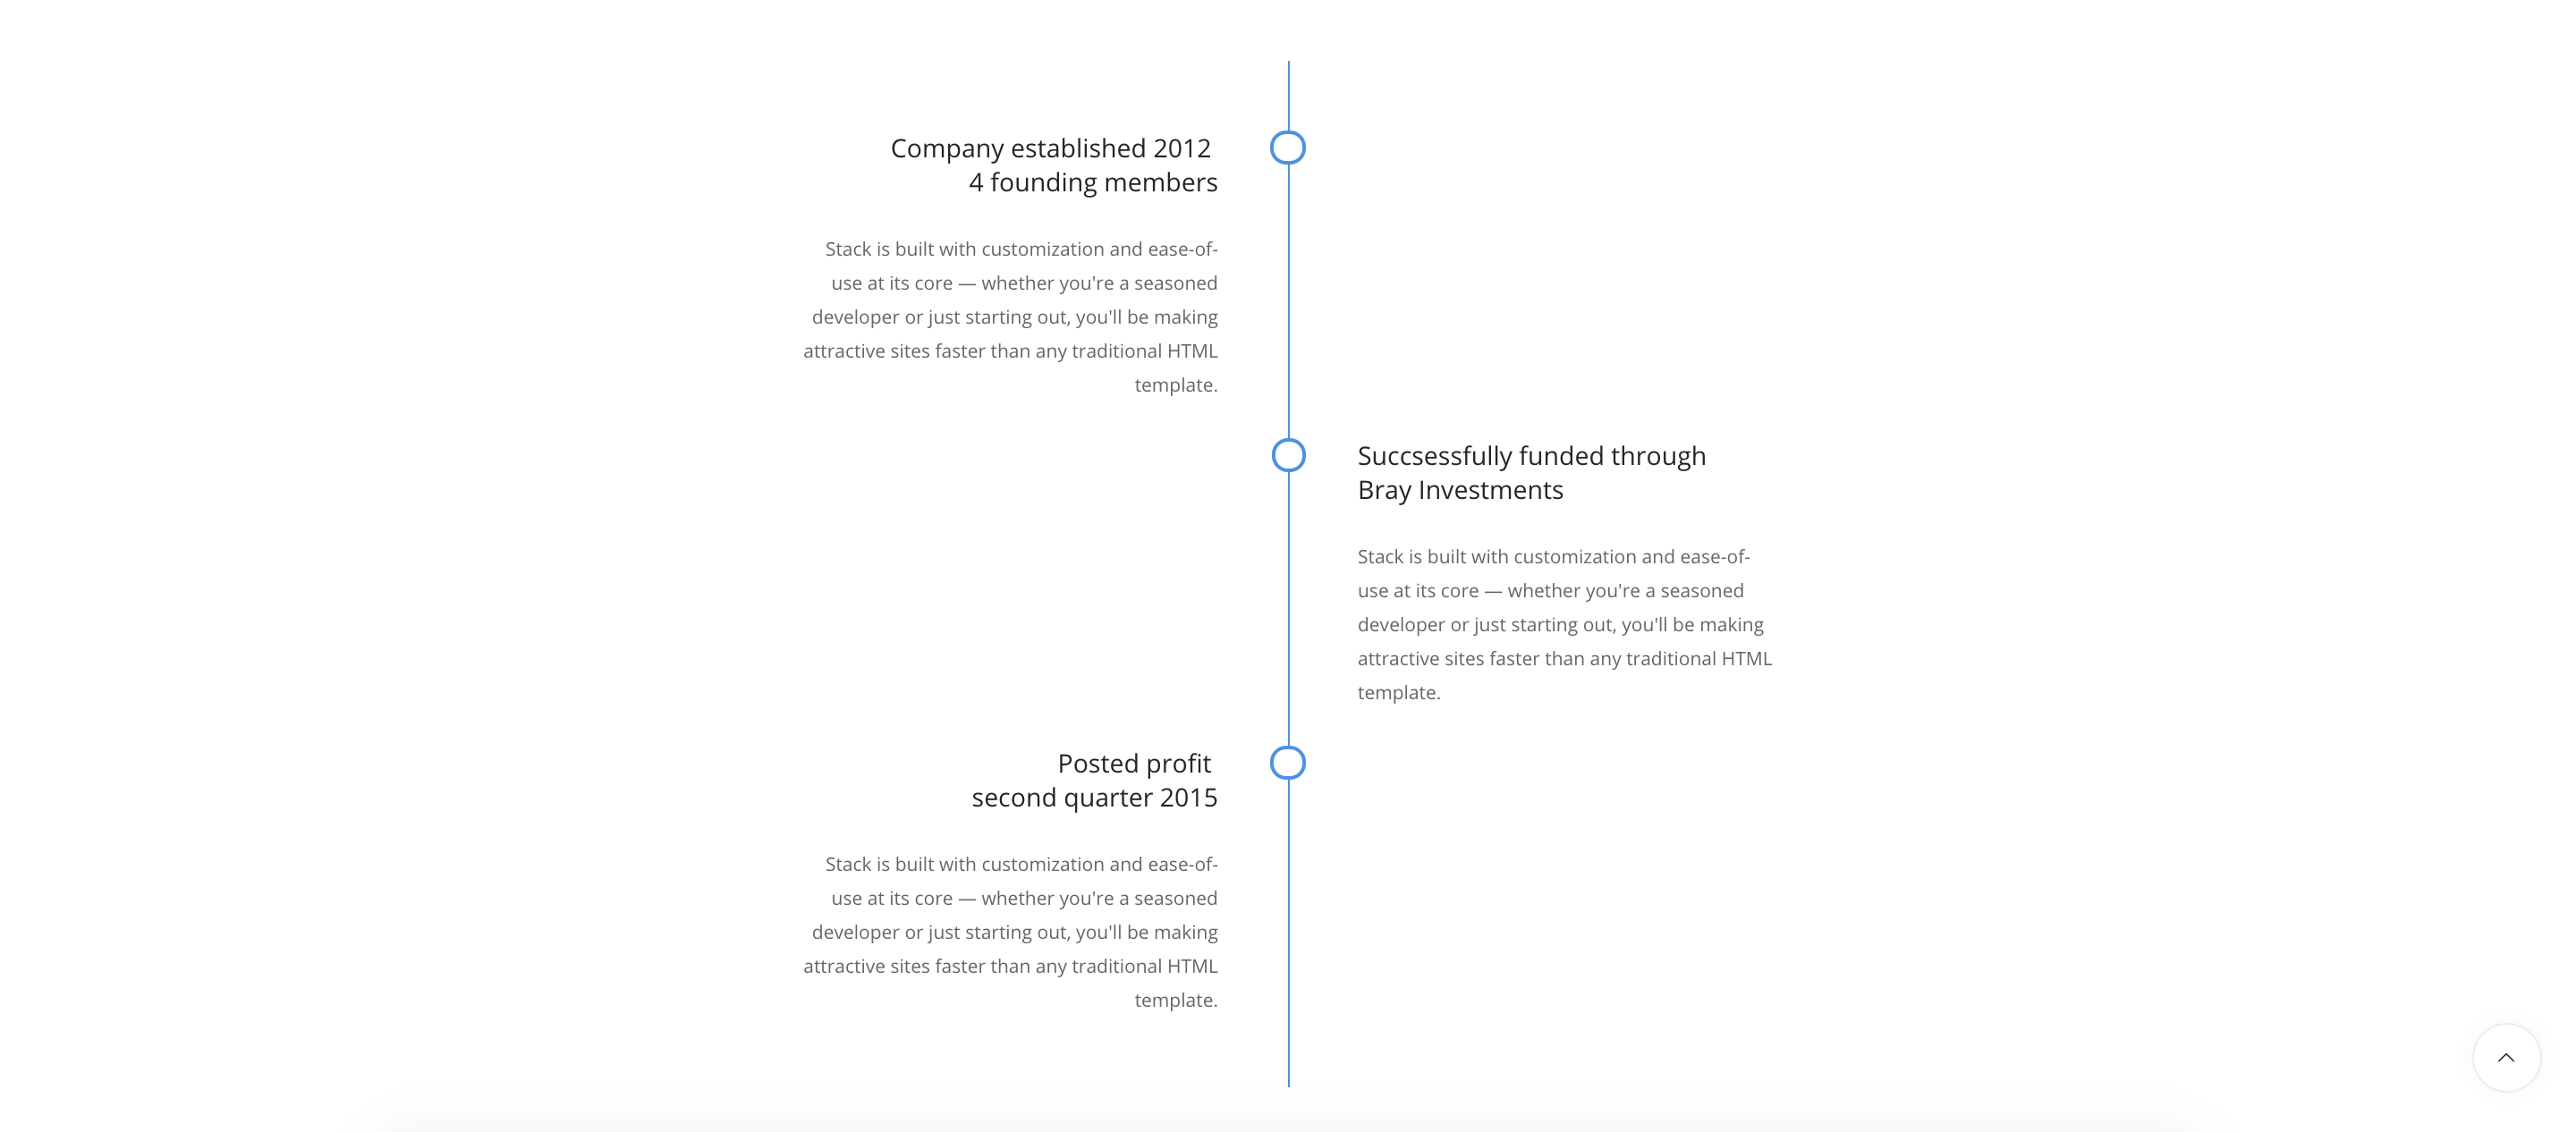 Company established 2012
4 founding members
Stack is built with customization and ease-of-
use at its core — whether you're a seasoned
developer or just starting out, you'll be making
attractive sites faster than any traditional HTML
template.
Succsessfully funded through
Bray Investments
Stack is built with customization and ease-of-
use at its core — whether you're a seasoned
developer or just starting out, you'll be making
attractive sites faster than any traditional HTML
template.
Posted profit
second quarter 2015
Stack is built with customization and ease-of-
use at its core — whether you're a seasoned
developer or just starting out, you'll be making
attractive sites faster than any traditional HTML
template.